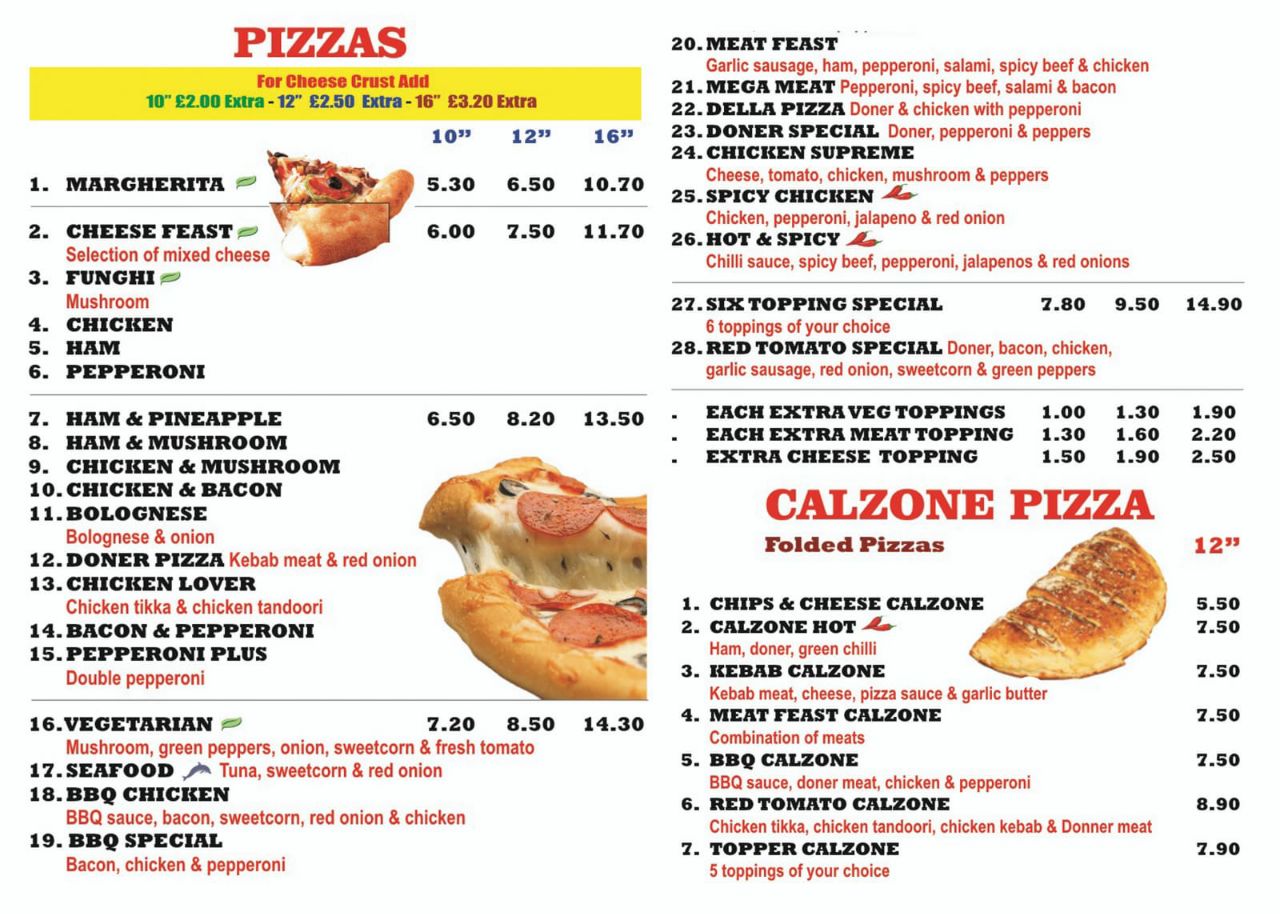 PIZZAS
For Cheese Crust Add
10” £2.00 Extra - 12” £2.50 Extra - 16” £3.20 Extra
10” 12” 16”
1. MARGHERITA 5.30 6.50 10.70
2. CHEESE FEAST 6.00 7.50 11.70
Selection of mixed cheese
3. FUNGHI
Mushroom
4. CHICKEN
5. HAM
6. PEPPERONI
7. HAM & PINEAPPLE 6.50 8.20 13.50
8. HAM & MUSHROOM
9. CHICKEN & MUSHROOM
10. CHICKEN & BACON
11. BOLOGNESE
Bolognese & onion
12. DONER PIZZA Kebab meat & red onion
13. CHICKEN LOVER
Chicken tikka & chicken tandoori
14. BACON & PEPPERONI
15. PEPPERONI PLUS
Double pepperoni
16. VEGETARIAN 7.20 8.50 14.30
Mushroom, green peppers, onion, sweetcorn & fresh tomato
17. SEAFOOD Tuna, sweetcorn & red onion
18. BBQ CHICKEN
BBQ sauce, bacon, sweetcorn, red onion & chicken
19. BBQ SPECIAL
Bacon, chicken & pepperoni
20. MEAT FEAST
Garlic sausage, ham, pepperoni, salami, spicy beef & chicken
21. MEGA MEAT Pepperoni, spicy beef, salami & bacon
22. DELLA PIZZA Doner & chicken with pepperoni
23. DONER SPECIAL Doner, pepperoni & peppers
24. CHICKEN SUPREME
Cheese, tomato, chicken, mushroom & peppers
25. SPICY CHICKEN
Chicken, pepperoni, jalapeno & red onion
26. HOT & SPICY
Chilli sauce, spicy beef, pepperoni, jalapenos & red onions
27. SIX TOPPING SPECIAL 7.80 9.50 14.90
6 toppings of your choice
28. RED TOMATO SPECIAL Doner, bacon, chicken,
garlic sausage, red onion, sweetcorn & green peppers
. EACH EXTRA VEG TOPPINGS 1.00 1.30 1.90
. EACH EXTRA MEAT TOPPING 1.30 1.60 2.20
. EXTRA CHEESE TOPPING 1.50 1.90 2.50
CALZONE PIZZA
Folded Pizzas 12”
1. CHIPS & CHEESE CALZONE 5.50
2. CALZONE HOT 7.50
Ham, doner, green chilli
3. KEBAB CALZONE 7.50
Kebab meat, cheese, pizza sauce & garlic butter
4. MEAT FEAST CALZONE 7.50
Combination of meats
5. BBQ CALZONE 7.50
BBQ sauce, doner meat, chicken & pepperoni
6. RED TOMATO CALZONE 8.90
Chicken tikka, chicken tandoori, chicken kebab & Donner meat
7. TOPPER CALZONE 7.90
5 toppings of your choice